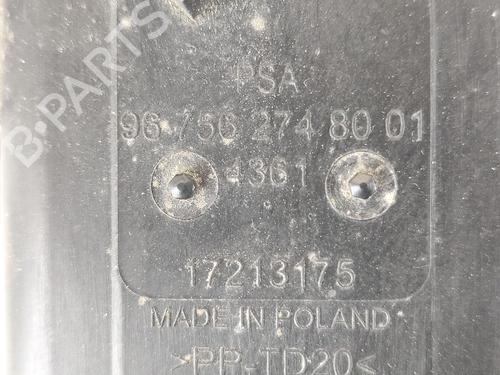 B-PARTS
PSA
96 756 274 80 01
4361
17213175
MADE IN POLAND
>PP-TD20<